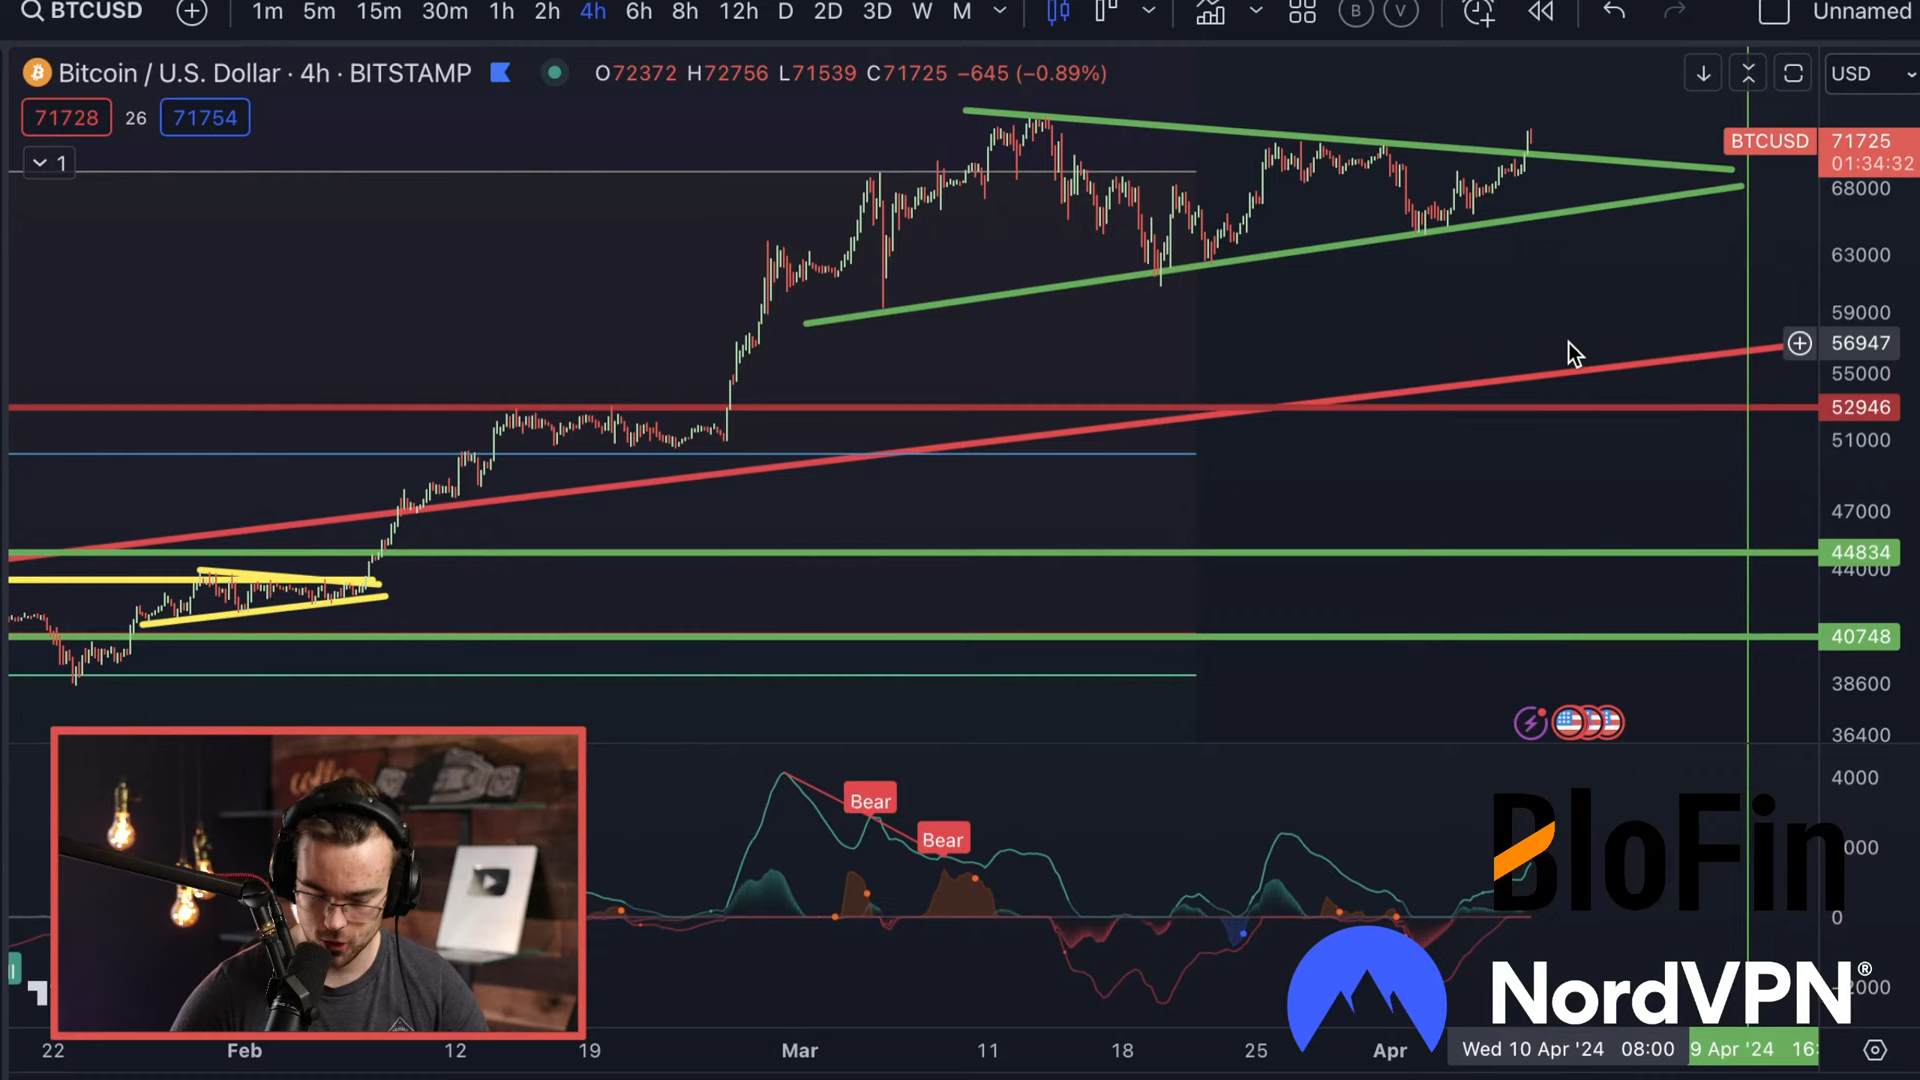 BTCUSD 1m 5m 15m 30m 1h 2h 4h 6h 8h 12h D 2D 3D W M B V Unnamed
Bitcoin / U.S. Dollar · 4h · BITSTAMP O72372 H72756 L71539 C71725 −645 (−0.89%) USD
71728 26 71754
1
BTCUSD 71725
01:34:32
68000
63000
59000
56947
55000
52946
51000
47000
44834
44000
40748
38600
36400
4000
Bear
Bear
BloFin
000
0
NordVPN®
2000
22 Feb 12 19 Mar 11 18 25 Apr Wed 10 Apr '24 08:00 9 Apr '24 16: